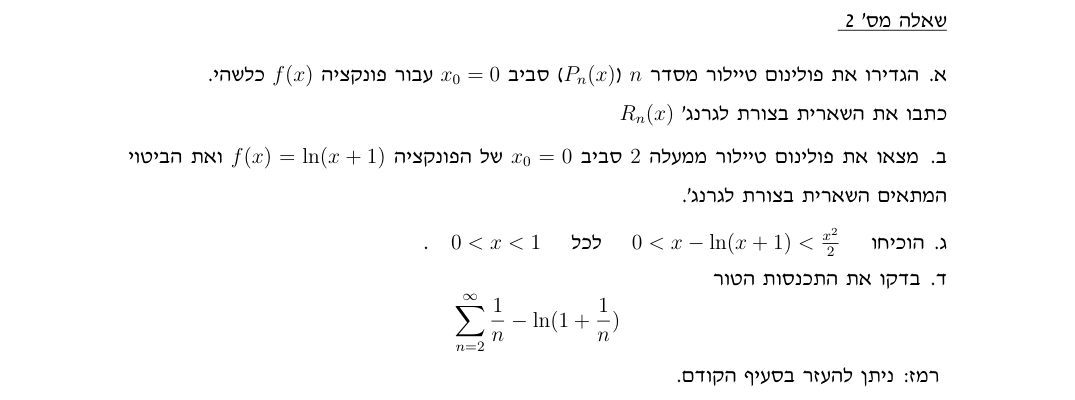 שאלה מס' 2
א. הגדירו את פולינום טיילור מסדר n (P_n(x)) סביב x_0 = 0 עבור פונקציה f(x) כלשהי.
כתבו את השארית בצורת לגרנג' R_n(x)
ב. מצאו את פולינום טיילור ממעלה 2 סביב x_0 = 0 של הפונקציה f(x) = ln(x + 1) ואת הביטוי
המתאים השארית בצורת לגרנג'.
ג. הוכיחו 0 < x − ln(x + 1) < x^2/2 לכל 0 < x < 1 .
ד. בדקו את התכנסות הטור
∑_{n=2}^{∞} 1/n − ln(1 + 1/n)
רמז: ניתן להעזר בסעיף הקודם.